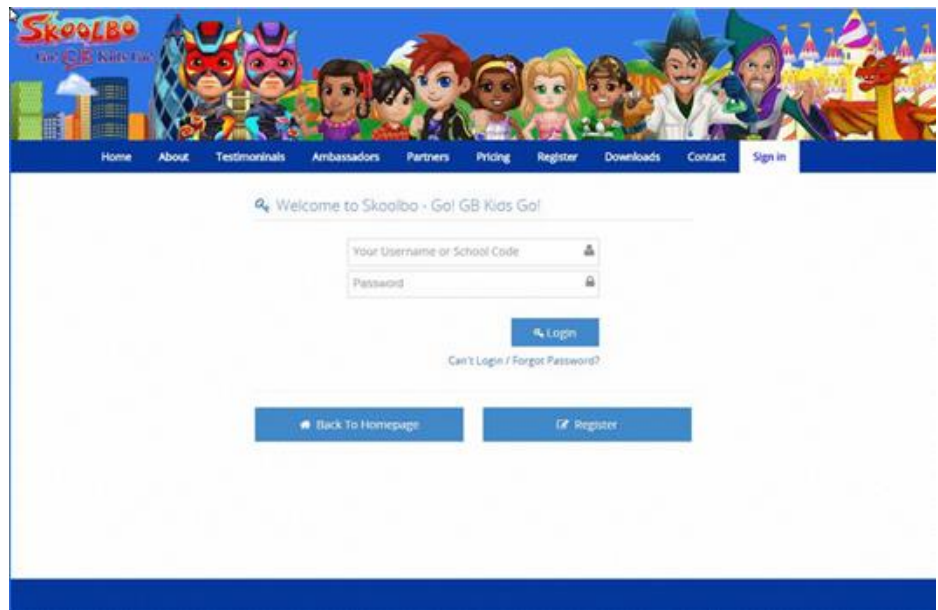 SKOOLBO
Go! GB Kids Go!
Home About Testimoninals Ambassadors Partners Pricing Register Downloads Contact Sign in
Welcome to Skoolbo - Go! GB Kids Go!
Your Username or School Code
Password
Login
Can't Login / Forgot Password?
Back To Homepage Register